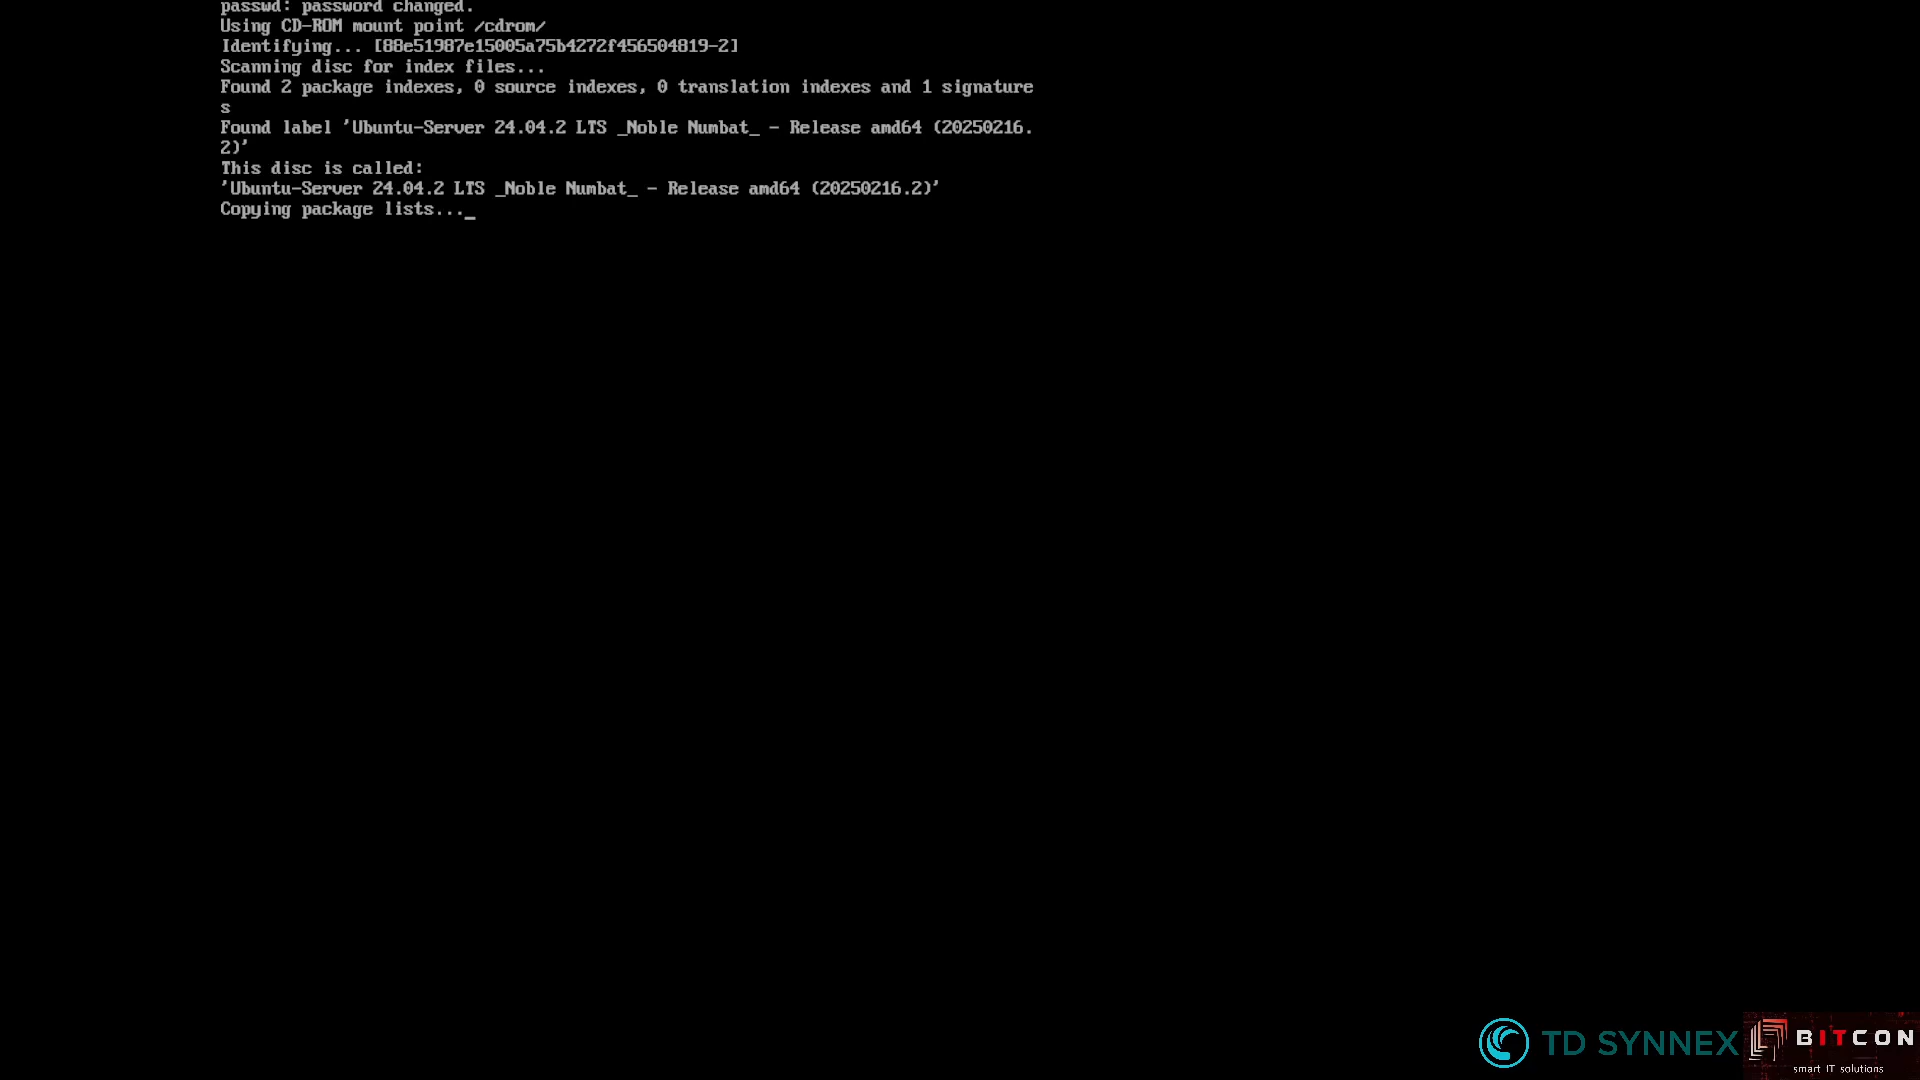 passwd: password changed.
Using CD-ROM mount point /cdrom/
Identifying... [88e51987e15005a75b4272f456504819-2]
Scanning disc for index files...
Found 2 package indexes, 0 source indexes, 0 translation indexes and 1 signature
s
Found label 'Ubuntu-Server 24.04.2 LTS _Noble Numbat_ - Release amd64 (20250216.
2)'
This disc is called:
'Ubuntu-Server 24.04.2 LTS _Noble Numbat_ - Release amd64 (20250216.2)'
Copying package lists..._
TD SYNNEX
BITCON
smart IT solutions